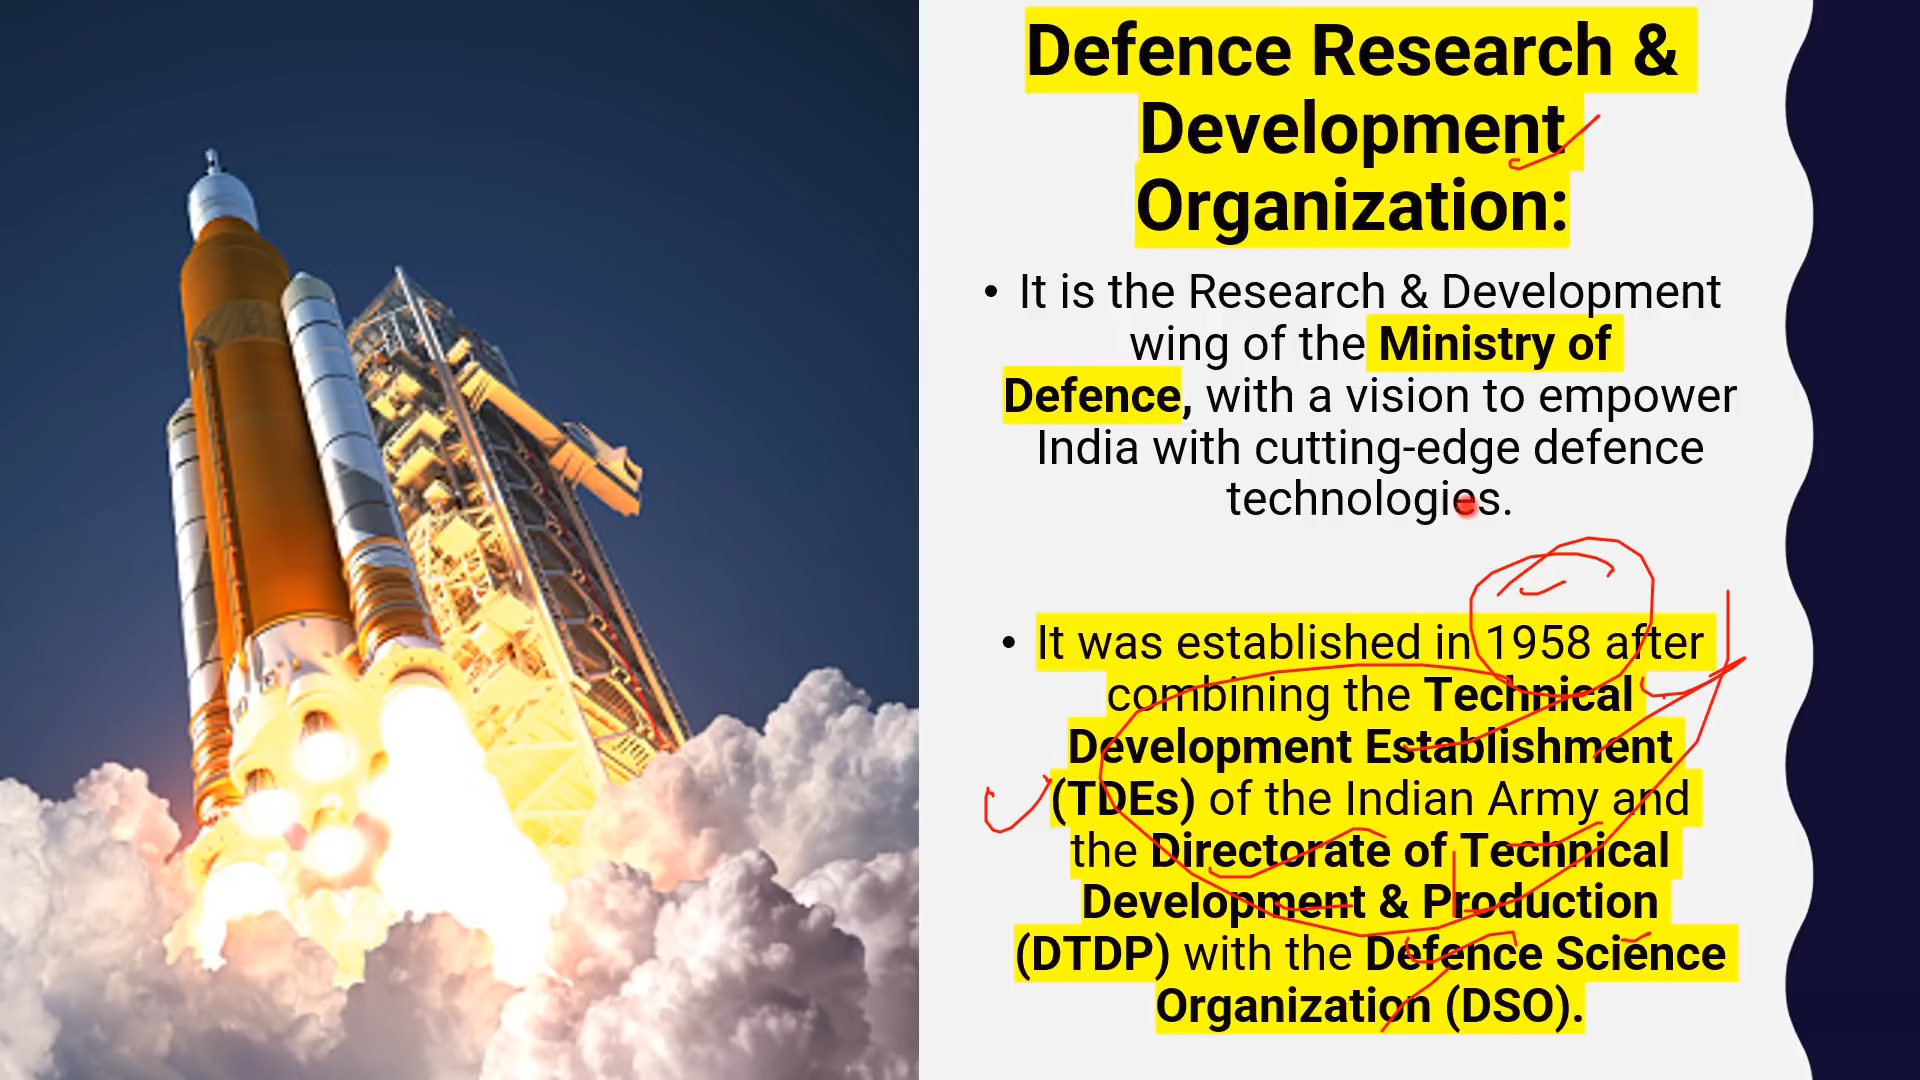 Defence Research &
Development
Organization:
• It is the Research & Development
wing of the Ministry of
Defence, with a vision to empower
India with cutting-edge defence
technologies.
• It was established in 1958 after
combining the Technical
Development Establishment
(TDEs) of the Indian Army and
the Directorate of Technical
Development & Production
(DTDP) with the Defence Science
Organization (DSO).